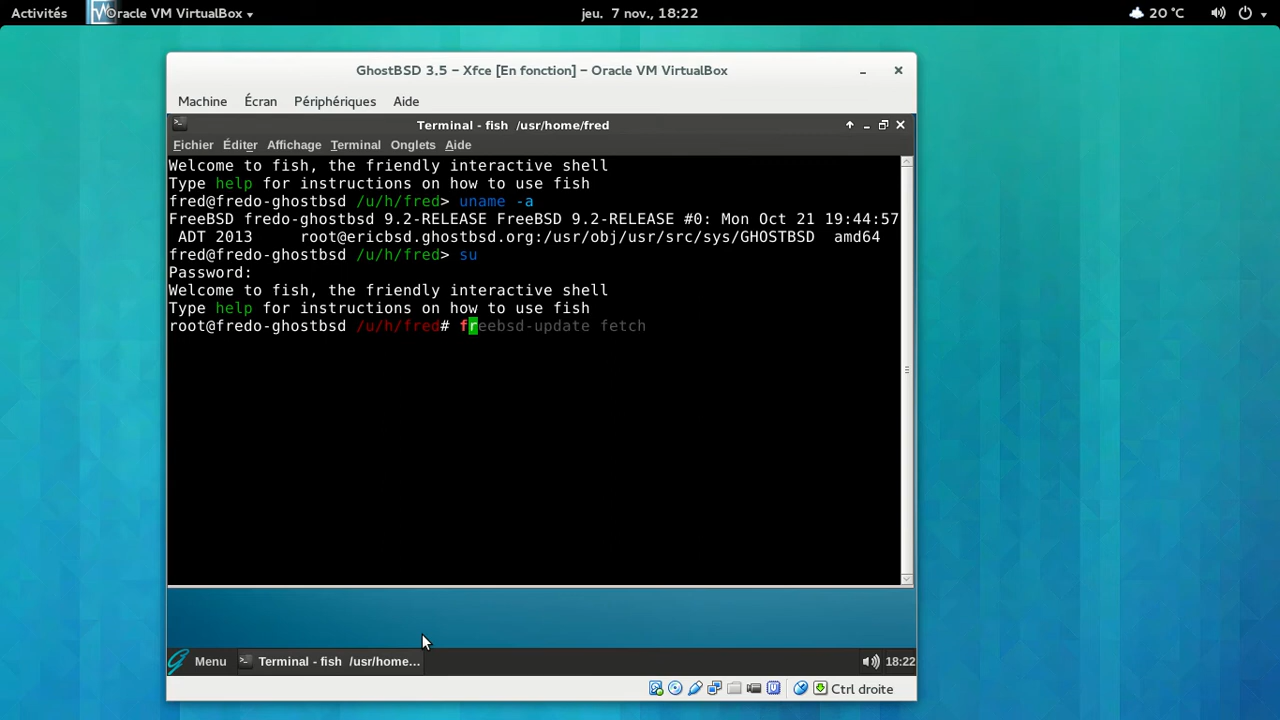 Activités Oracle VM VirtualBox jeu. 7 nov., 18:22 20 °C
GhostBSD 3.5 – Xfce [En fonction] – Oracle VM VirtualBox
Machine Écran Périphériques Aide
Terminal - fish /usr/home/fred
Fichier Éditer Affichage Terminal Onglets Aide
Welcome to fish, the friendly interactive shell
Type help for instructions on how to use fish
fred@fredo-ghostbsd /u/h/fred> uname -a
FreeBSD fredo-ghostbsd 9.2-RELEASE FreeBSD 9.2-RELEASE #0: Mon Oct 21 19:44:57
ADT 2013 root@ericbsd.ghostbsd.org:/usr/obj/usr/src/sys/GHOSTBSD amd64
fred@fredo-ghostbsd /u/h/fred> su
Password:
Welcome to fish, the friendly interactive shell
Type help for instructions on how to use fish
root@fredo-ghostbsd /u/h/fred# freebsd-update fetch
Menu Terminal - fish /usr/home... 18:22
Ctrl droite